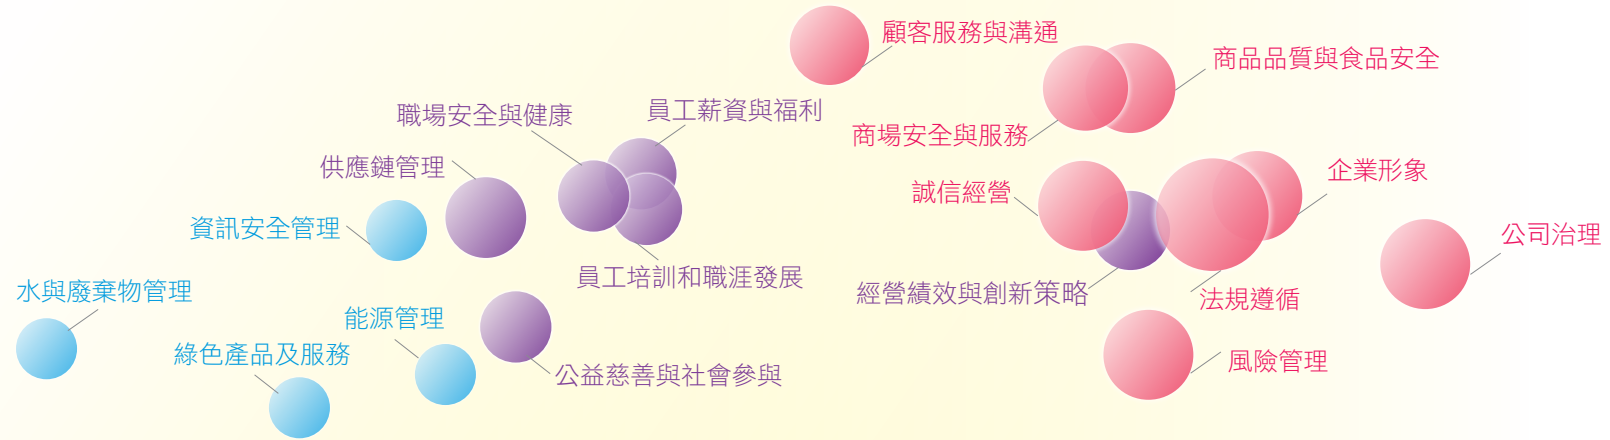 顧客服務與溝通
商品品質與食品安全
職場安全與健康
員工薪資與福利
商場安全與服務
供應鏈管理
企業形象
誠信經營
資訊安全管理
公司治理
員工培訓和職涯發展
水與廢棄物管理
經營績效與創新策略
法規遵循
能源管理
綠色產品及服務
風險管理
公益慈善與社會參與